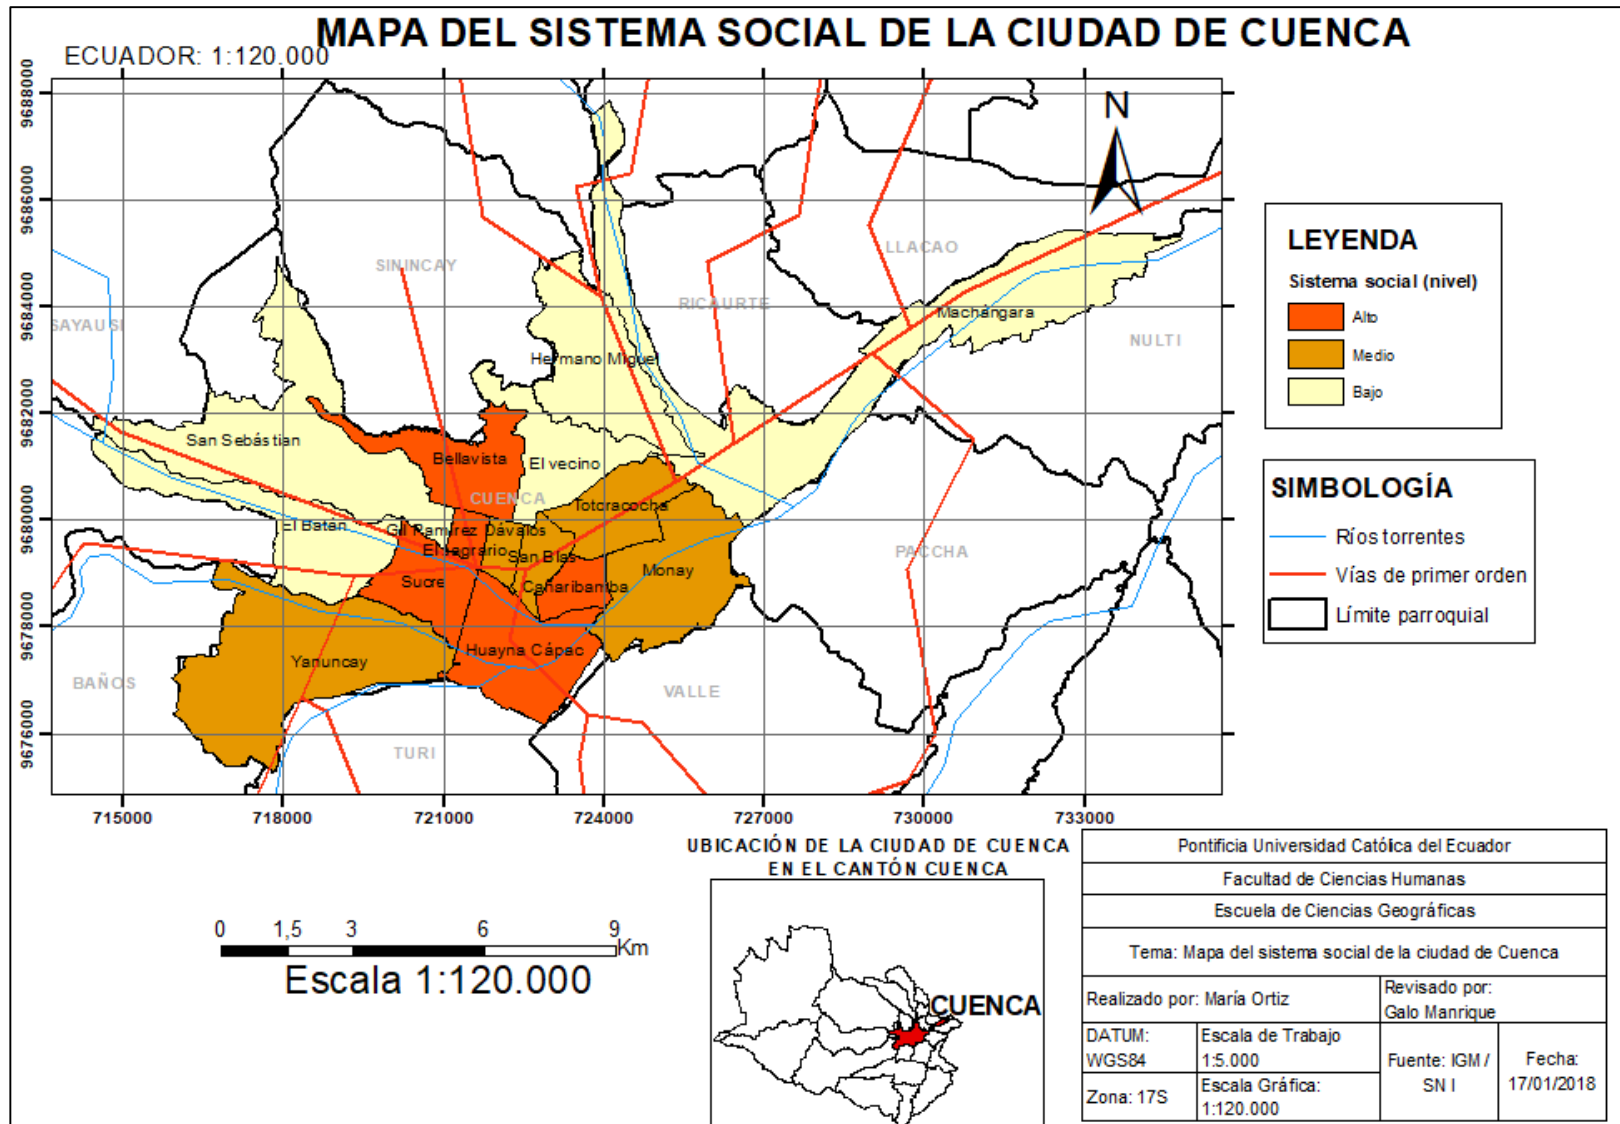 MAPA DEL SISTEMA SOCIAL DE LA CIUDAD DE CUENCA
ECUADOR: 1:120.000
9688000
9686000
9684000
9682000
9680000
9678000
9676000
N
SININCAY
LLACAO
SAYAUSI
RICAURTE
Machángara
NULTI
Hermano Miguel
San Sebástian
Bellavista
El vecino
CUENCA
Totoracocha
El Batán
Gil Ramírez Dávalos
El sagrario
San Blas
PACCHA
Sucre
Cañaribamba
Monay
Yanuncay
Huayna Cápac
BAÑOS
VALLE
TURI
715000
718000
721000
724000
727000
730000
733000
LEYENDA
Sistema social (nivel)
Alto
Medio
Bajo
SIMBOLOGÍA
Ríos torrentes
Vías de primer orden
Límite parroquial
0 1,5 3 6 9
Km
Escala 1:120.000
UBICACIÓN DE LA CIUDAD DE CUENCA
EN EL CANTÓN CUENCA
CUENCA
Pontificia Universidad Católica del Ecuador
Facultad de Ciencias Humanas
Escuela de Ciencias Geográficas
Tema: Mapa del sistema social de la ciudad de Cuenca
Realizado por: María Ortiz
Revisado por:
Galo Manrique
DATUM:
WGS84
Escala de Trabajo
1:5.000
Fuente: IGM /
SN I
Fecha:
17/01/2018
Zona: 17S
Escala Gráfica:
1:120.000